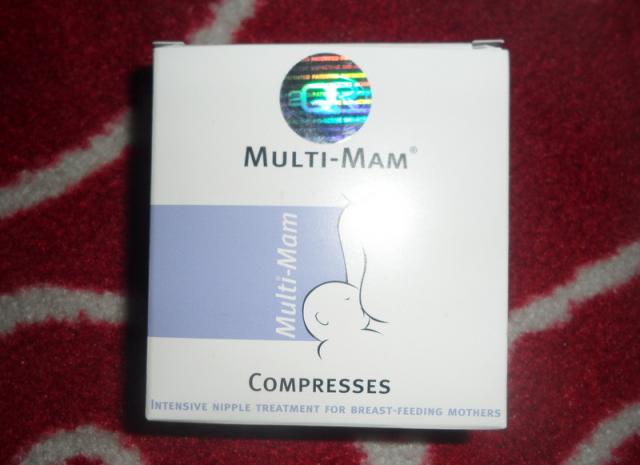 MULTI-MAM®
Multi-Mam
COMPRESSES
INTENSIVE NIPPLE TREATMENT FOR BREAST-FEEDING MOTHERS